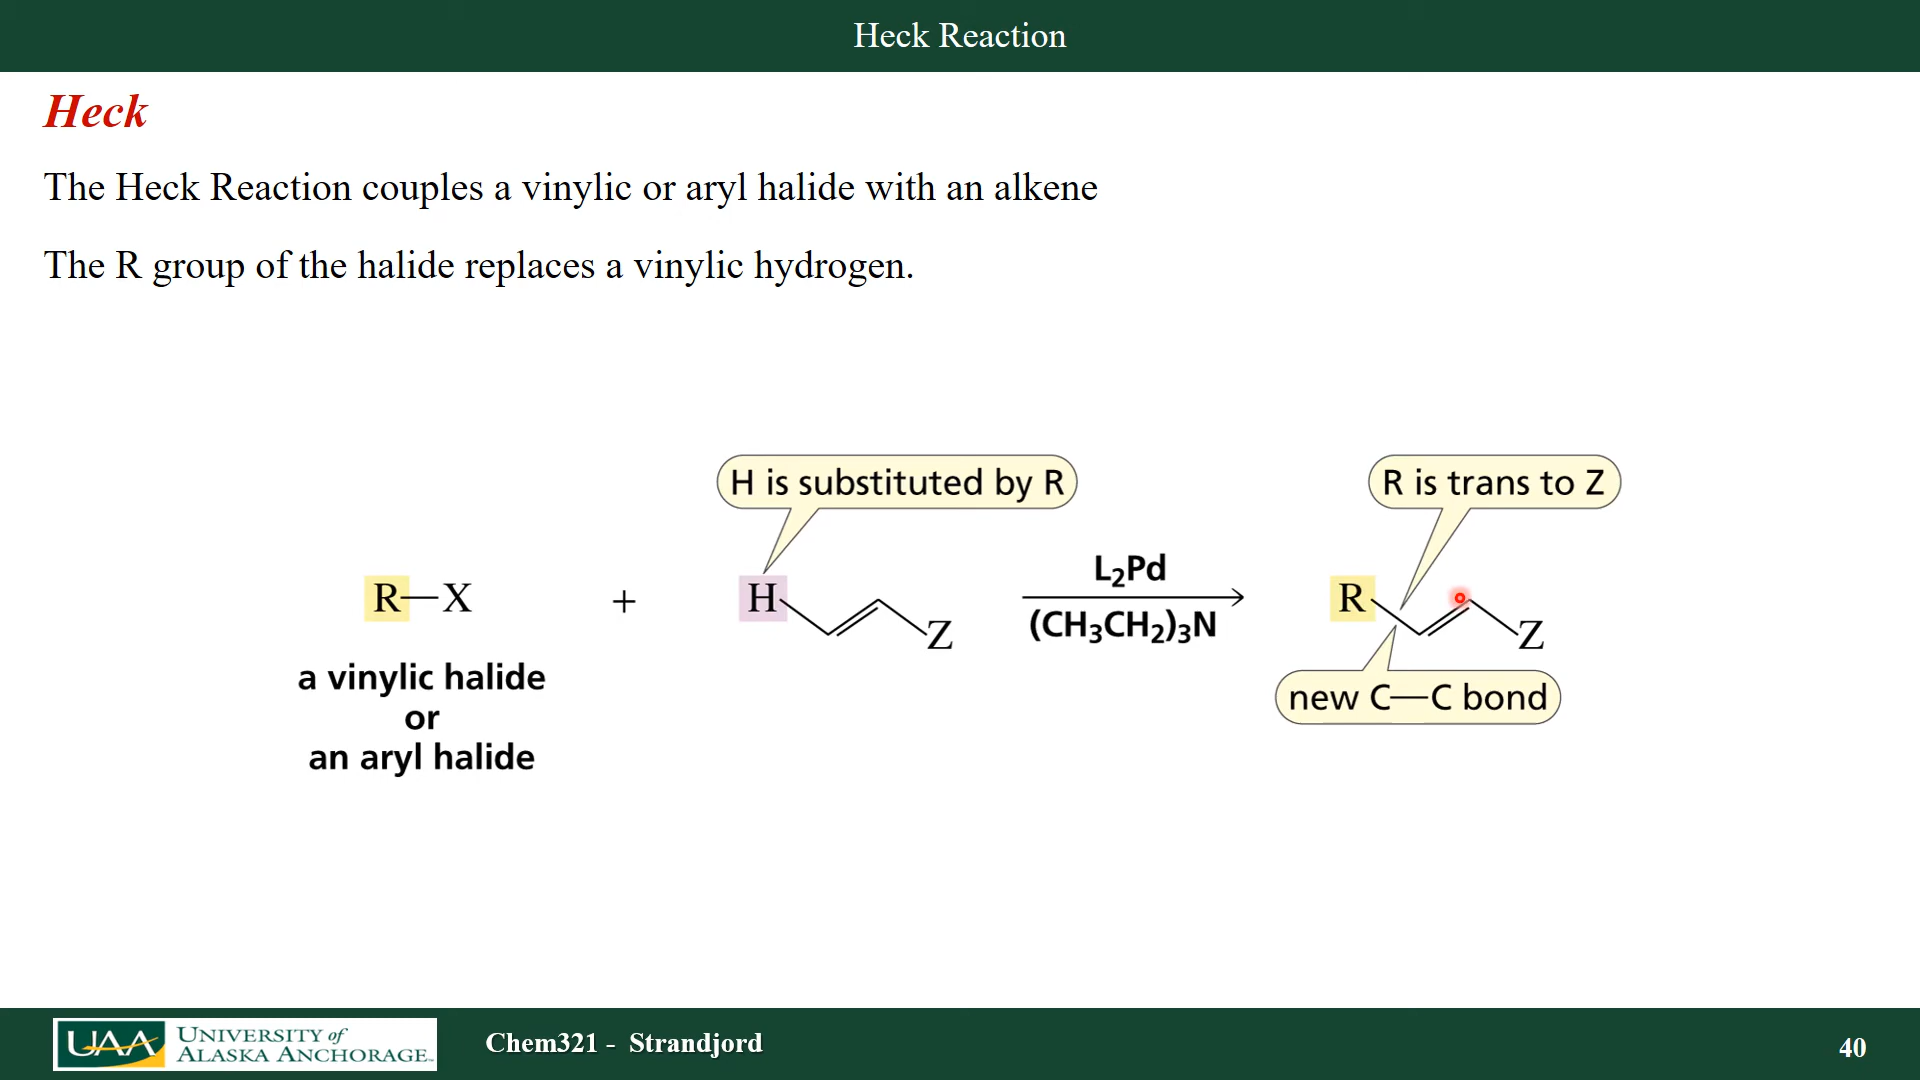 Heck Reaction
Heck
The Heck Reaction couples a vinylic or aryl halide with an alkene
The R group of the halide replaces a vinylic hydrogen.
H is substituted by R
R is trans to Z
R—X
+
H
Z
L₂Pd
(CH₃CH₂)₃N
R
Z
a vinylic halide
or
an aryl halide
new C—C bond
UAA
UNIVERSITY of
ALASKA ANCHORAGE
Chem321 - Strandjord
40